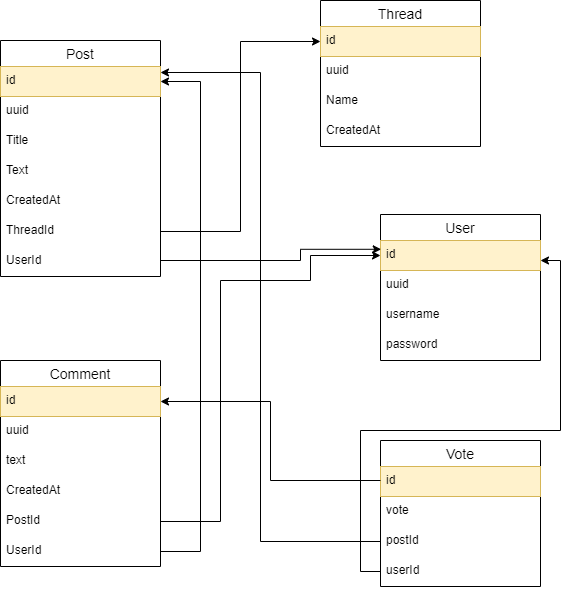 Thread
id
uuid
Name
CreatedAt
Post
id
uuid
Title
Text
CreatedAt
ThreadId
UserId
User
id
uuid
username
password
Comment
id
uuid
text
CreatedAt
PostId
UserId
Vote
id
vote
postId
userId